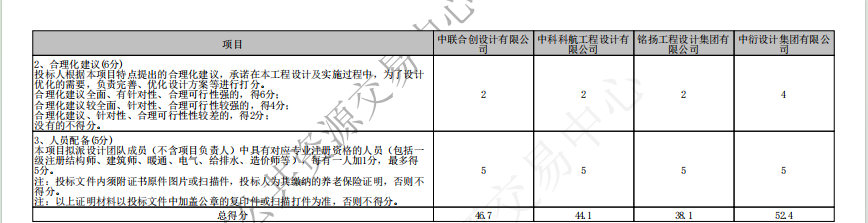 项目
中联合创设计有限公
司
中科科航工程设计有
限公司
铭扬工程设计集团有
限公司
中衍设计集团有限公
司
2、合理化建议(6分)
投标人根据本项目特点提出的合理化建议，承诺在本工程设计及实施过程中，为了设计
优化的需要，负责完善、优化设计方案等进行打分。
合理化建议全面、有针对性、合理可行性强的，得6分；
合理化建议较全面、针对性、合理可行性较强的，得4分；
合理化建议、针对性、合理可行性性较差的，得2分；
没有的不得分。
2
2
2
4
3、人员配备(5分)
本项目拟派设计团队成员（不含项目负责人）中具有对应专业注册资格的人员（包括一
级注册结构师、建筑师、暖通、电气、给排水、造价师等），每有一人加1分，最多得
5分。
注：投标文件内须附证书原件图片或扫描件，投标人为其缴纳的养老保险证明，否则不
得分。
注：以上证明材料以投标文件中加盖公章的复印件或扫描打件为准，否则不得分。
5
5
5
5
总得分
46.7
44.1
38.1
52.4
公共资源交易中心
交易中心